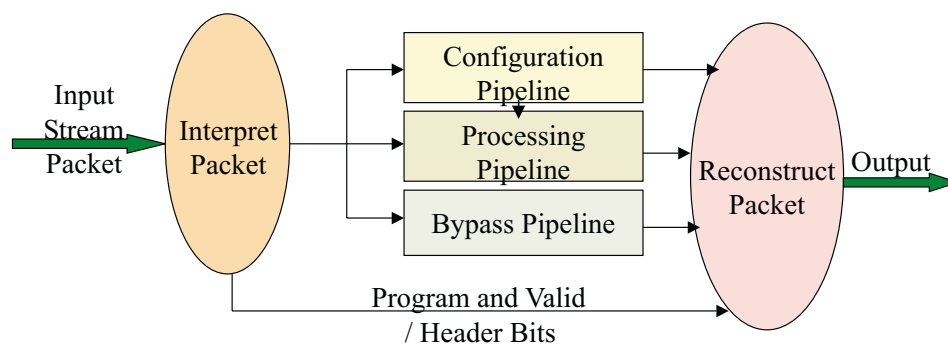 Input
Stream
Packet
Interpret
Packet
Configuration
Pipeline
Processing
Pipeline
Bypass Pipeline
Program and Valid
/ Header Bits
Reconstruct
Packet
Output